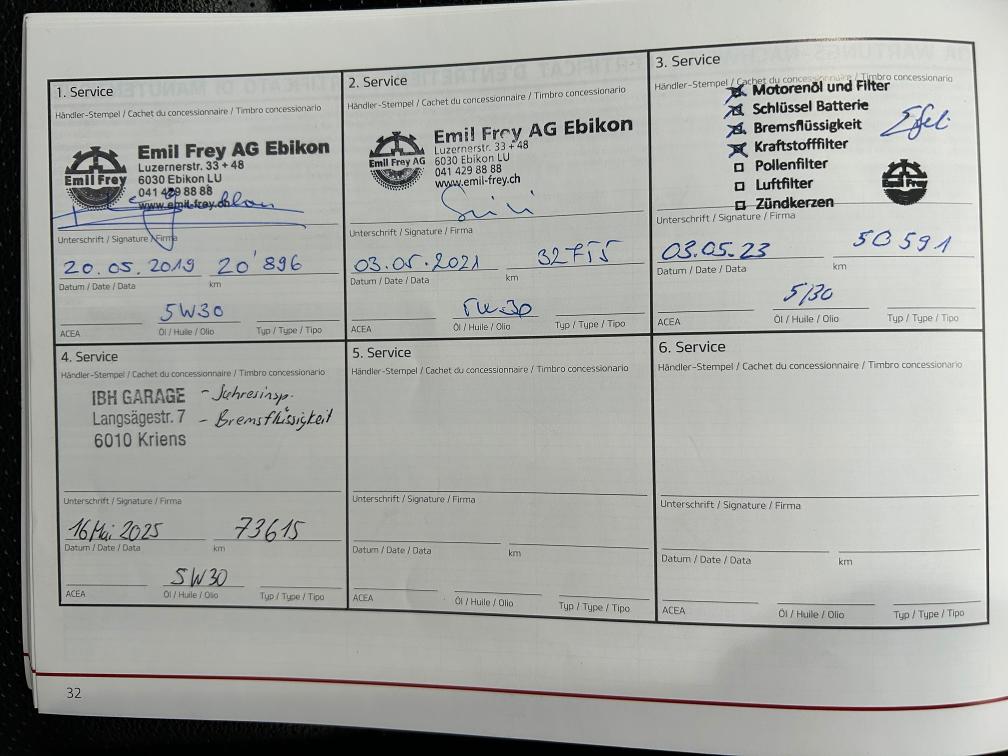 1. Service
Händler-Stempel / Cachet du concessionnaire / Timbro concessionario
Emil Frey
Emil Frey AG Ebikon
Luzernerstr. 33 + 48
6030 Ebikon LU
041 429 88 88
www.emil-frey.ch
Unterschrift / Signature / Firma
20.05.2019 20'896
Datum / Date / Data km
5W30
ACEA Öl / Huile / Olio Typ / Type / Tipo
2. Service
Händler-Stempel / Cachet du concessionnaire / Timbro concessionario
Emil Frey AG
Emil Frey AG Ebikon
Luzernerstr. 33 + 48
6030 Ebikon LU
041 429 88 88
www.emil-frey.ch
Unterschrift / Signature / Firma
03.05.2021 32755
Datum / Date / Data km
5W-30
ACEA Öl / Huile / Olio Typ / Type / Tipo
3. Service
Händler-Stempel / Cachet du concessionnaire / Timbro concessionario
Motorenöl und Filter
Schlüssel Batterie
Bremsflüssigkeit
Kraftstofffilter
Pollenfilter
Luftfilter
Zündkerzen
Emil Frey
Unterschrift / Signature / Firma
03.05.23 50591
Datum / Date / Data km
5/30
ACEA Öl / Huile / Olio Typ / Type / Tipo
4. Service
Händler-Stempel / Cachet du concessionnaire / Timbro concessionario
IBH GARAGE - Jahresinsp.
Langsägestr. 7 - Bremsflüssigkeit
6010 Kriens
Unterschrift / Signature / Firma
16 Mai 2025 73615
Datum / Date / Data km
5W30
ACEA Öl / Huile / Olio Typ / Type / Tipo
5. Service
Händler-Stempel / Cachet du concessionnaire / Timbro concessionario
Unterschrift / Signature / Firma
Datum / Date / Data km
ACEA Öl / Huile / Olio Typ / Type / Tipo
6. Service
Händler-Stempel / Cachet du concessionnaire / Timbro concessionario
Unterschrift / Signature / Firma
Datum / Date / Data km
ACEA Öl / Huile / Olio Typ / Type / Tipo
32